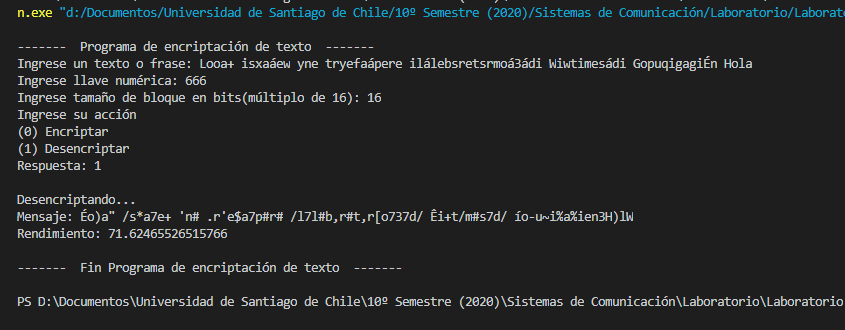 n.exe "d:/Documentos/Universidad de Santiago de Chile/10º Semestre (2020)/Sistemas de Comunicación/Laboratorio/Laborato
------- Programa de encriptación de texto -------
Ingrese un texto o frase: Looa+ isxaáew yne tryefaápere ilálebsretsrmoá3ádi Wiwtimesádi GopuqigagiÉn Hola
Ingrese llave numérica: 666
Ingrese tamaño de bloque en bits(múltiplo de 16): 16
Ingrese su acción
(0) Encriptar
(1) Desencriptar
Respuesta: 1
Desencriptando...
Mensaje: Éo)a" /s*a7e+ 'n# .r'e$a7p#r# /l7l#b,r#t,r[o737d/ Êi+t/m#s7d/ ío-u~i%a%ien3H)lW
Rendimiento: 71.62465526515766
------- Fin Programa de encriptación de texto -------
PS D:\Documentos\Universidad de Santiago de Chile\10º Semestre (2020)\Sistemas de Comunicación\Laboratorio\Laboratorio